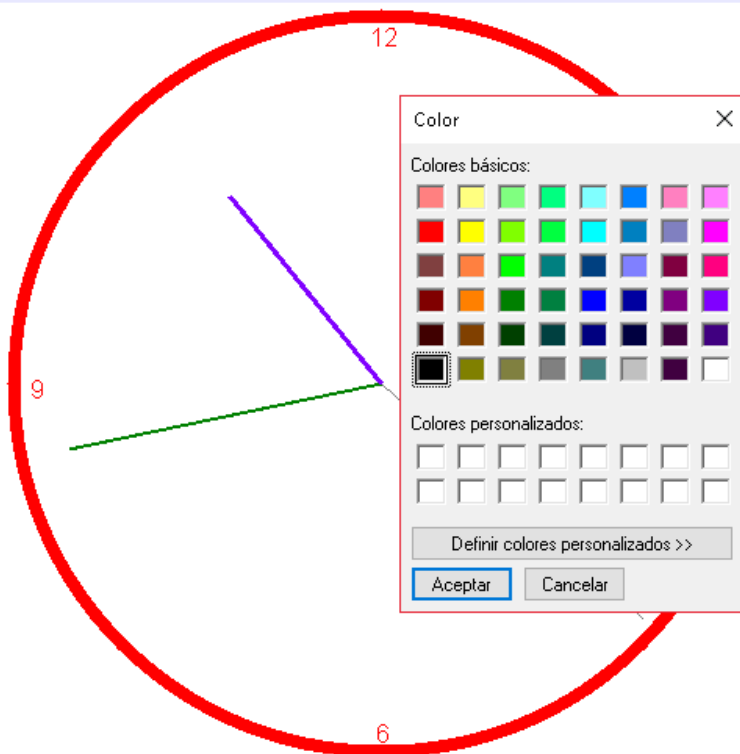 12
Color
Colores básicos:
9
Colores personalizados:
Definir colores personalizados >>
Aceptar Cancelar
6